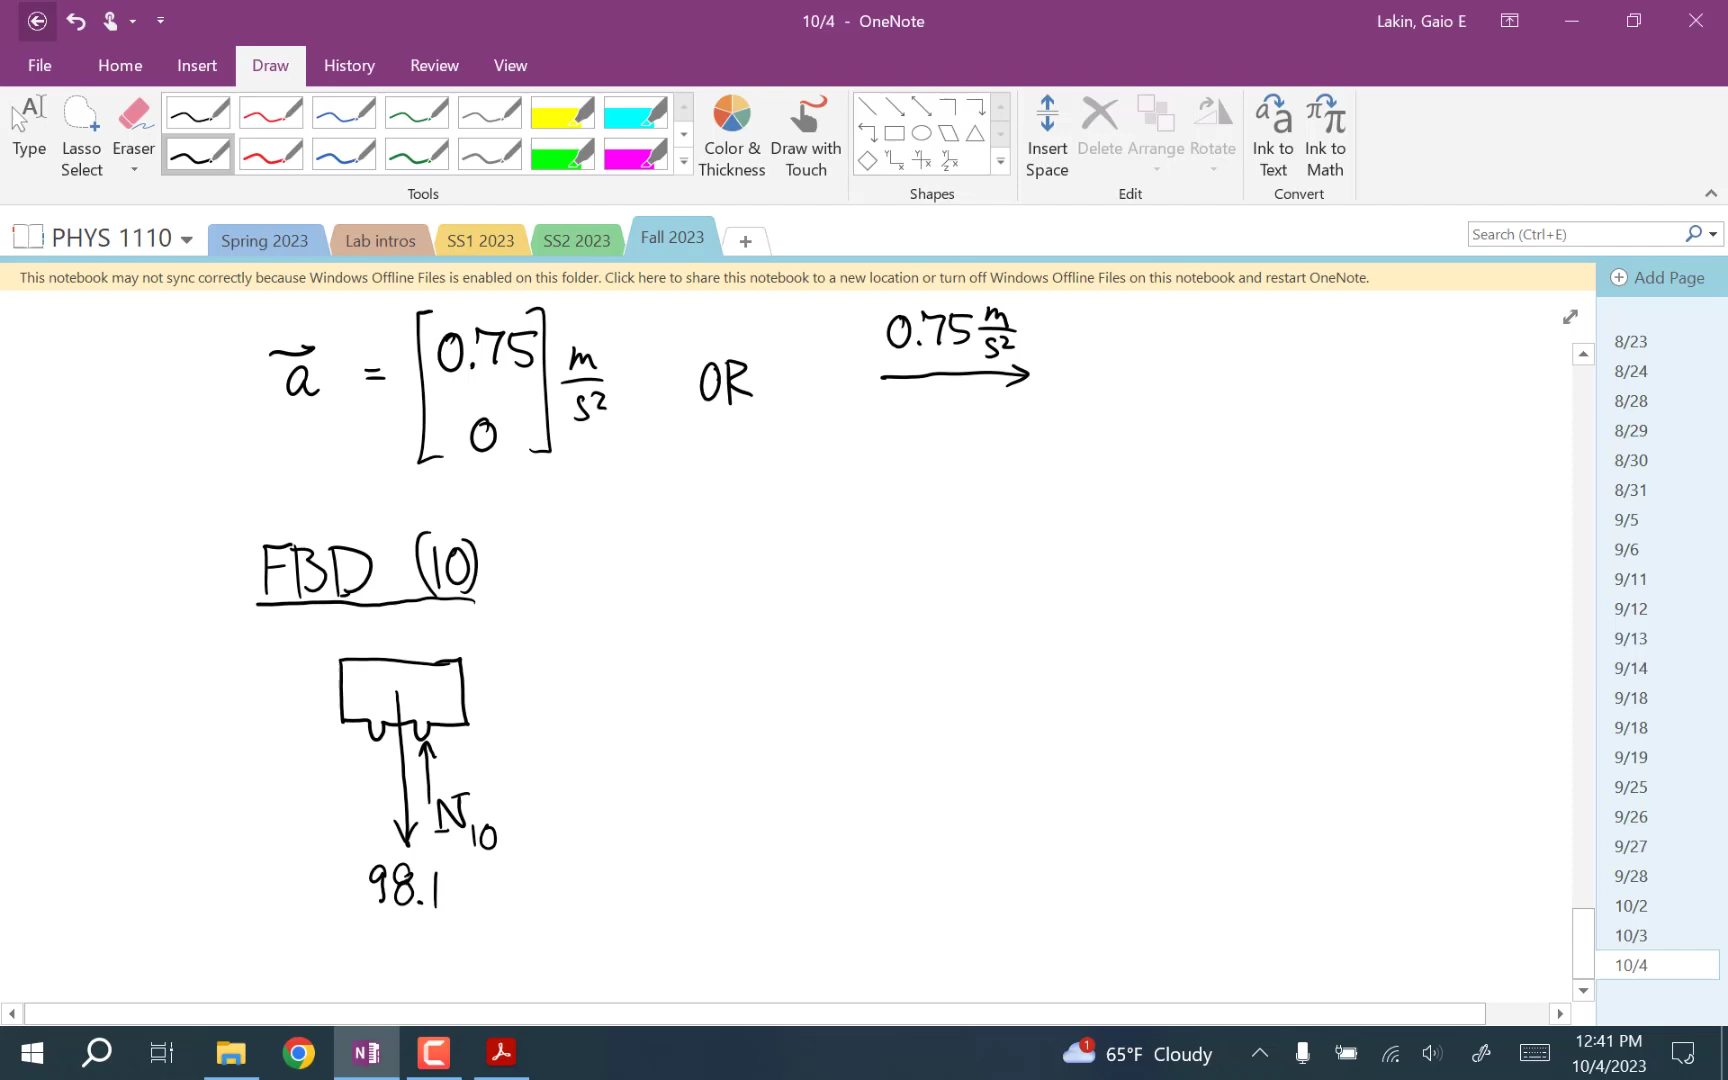 10/4 - OneNote
Lakin, Gaio E
File Home Insert Draw History Review View
Type
Lasso Select
Eraser
Color & Thickness
Draw with Touch
Insert Space
Delete
Arrange
Rotate
Ink to Text
Ink to Math
Tools
Shapes
Edit
Convert
PHYS 1110
Spring 2023
Lab intros
SS1 2023
SS2 2023
Fall 2023
Search (Ctrl+E)
This notebook may not sync correctly because Windows Offline Files is enabled on this folder. Click here to share this notebook to a new location or turn off Windows Offline Files on this notebook and restart OneNote.
Add Page
a = [0.75 0] m/s² OR 0.75 m/s²
FBD (10)
N10
98.1
8/23
8/24
8/28
8/29
8/30
8/31
9/5
9/6
9/11
9/12
9/13
9/14
9/18
9/18
9/19
9/25
9/26
9/27
9/28
10/2
10/3
10/4
1
65°F Cloudy
12:41 PM
10/4/2023